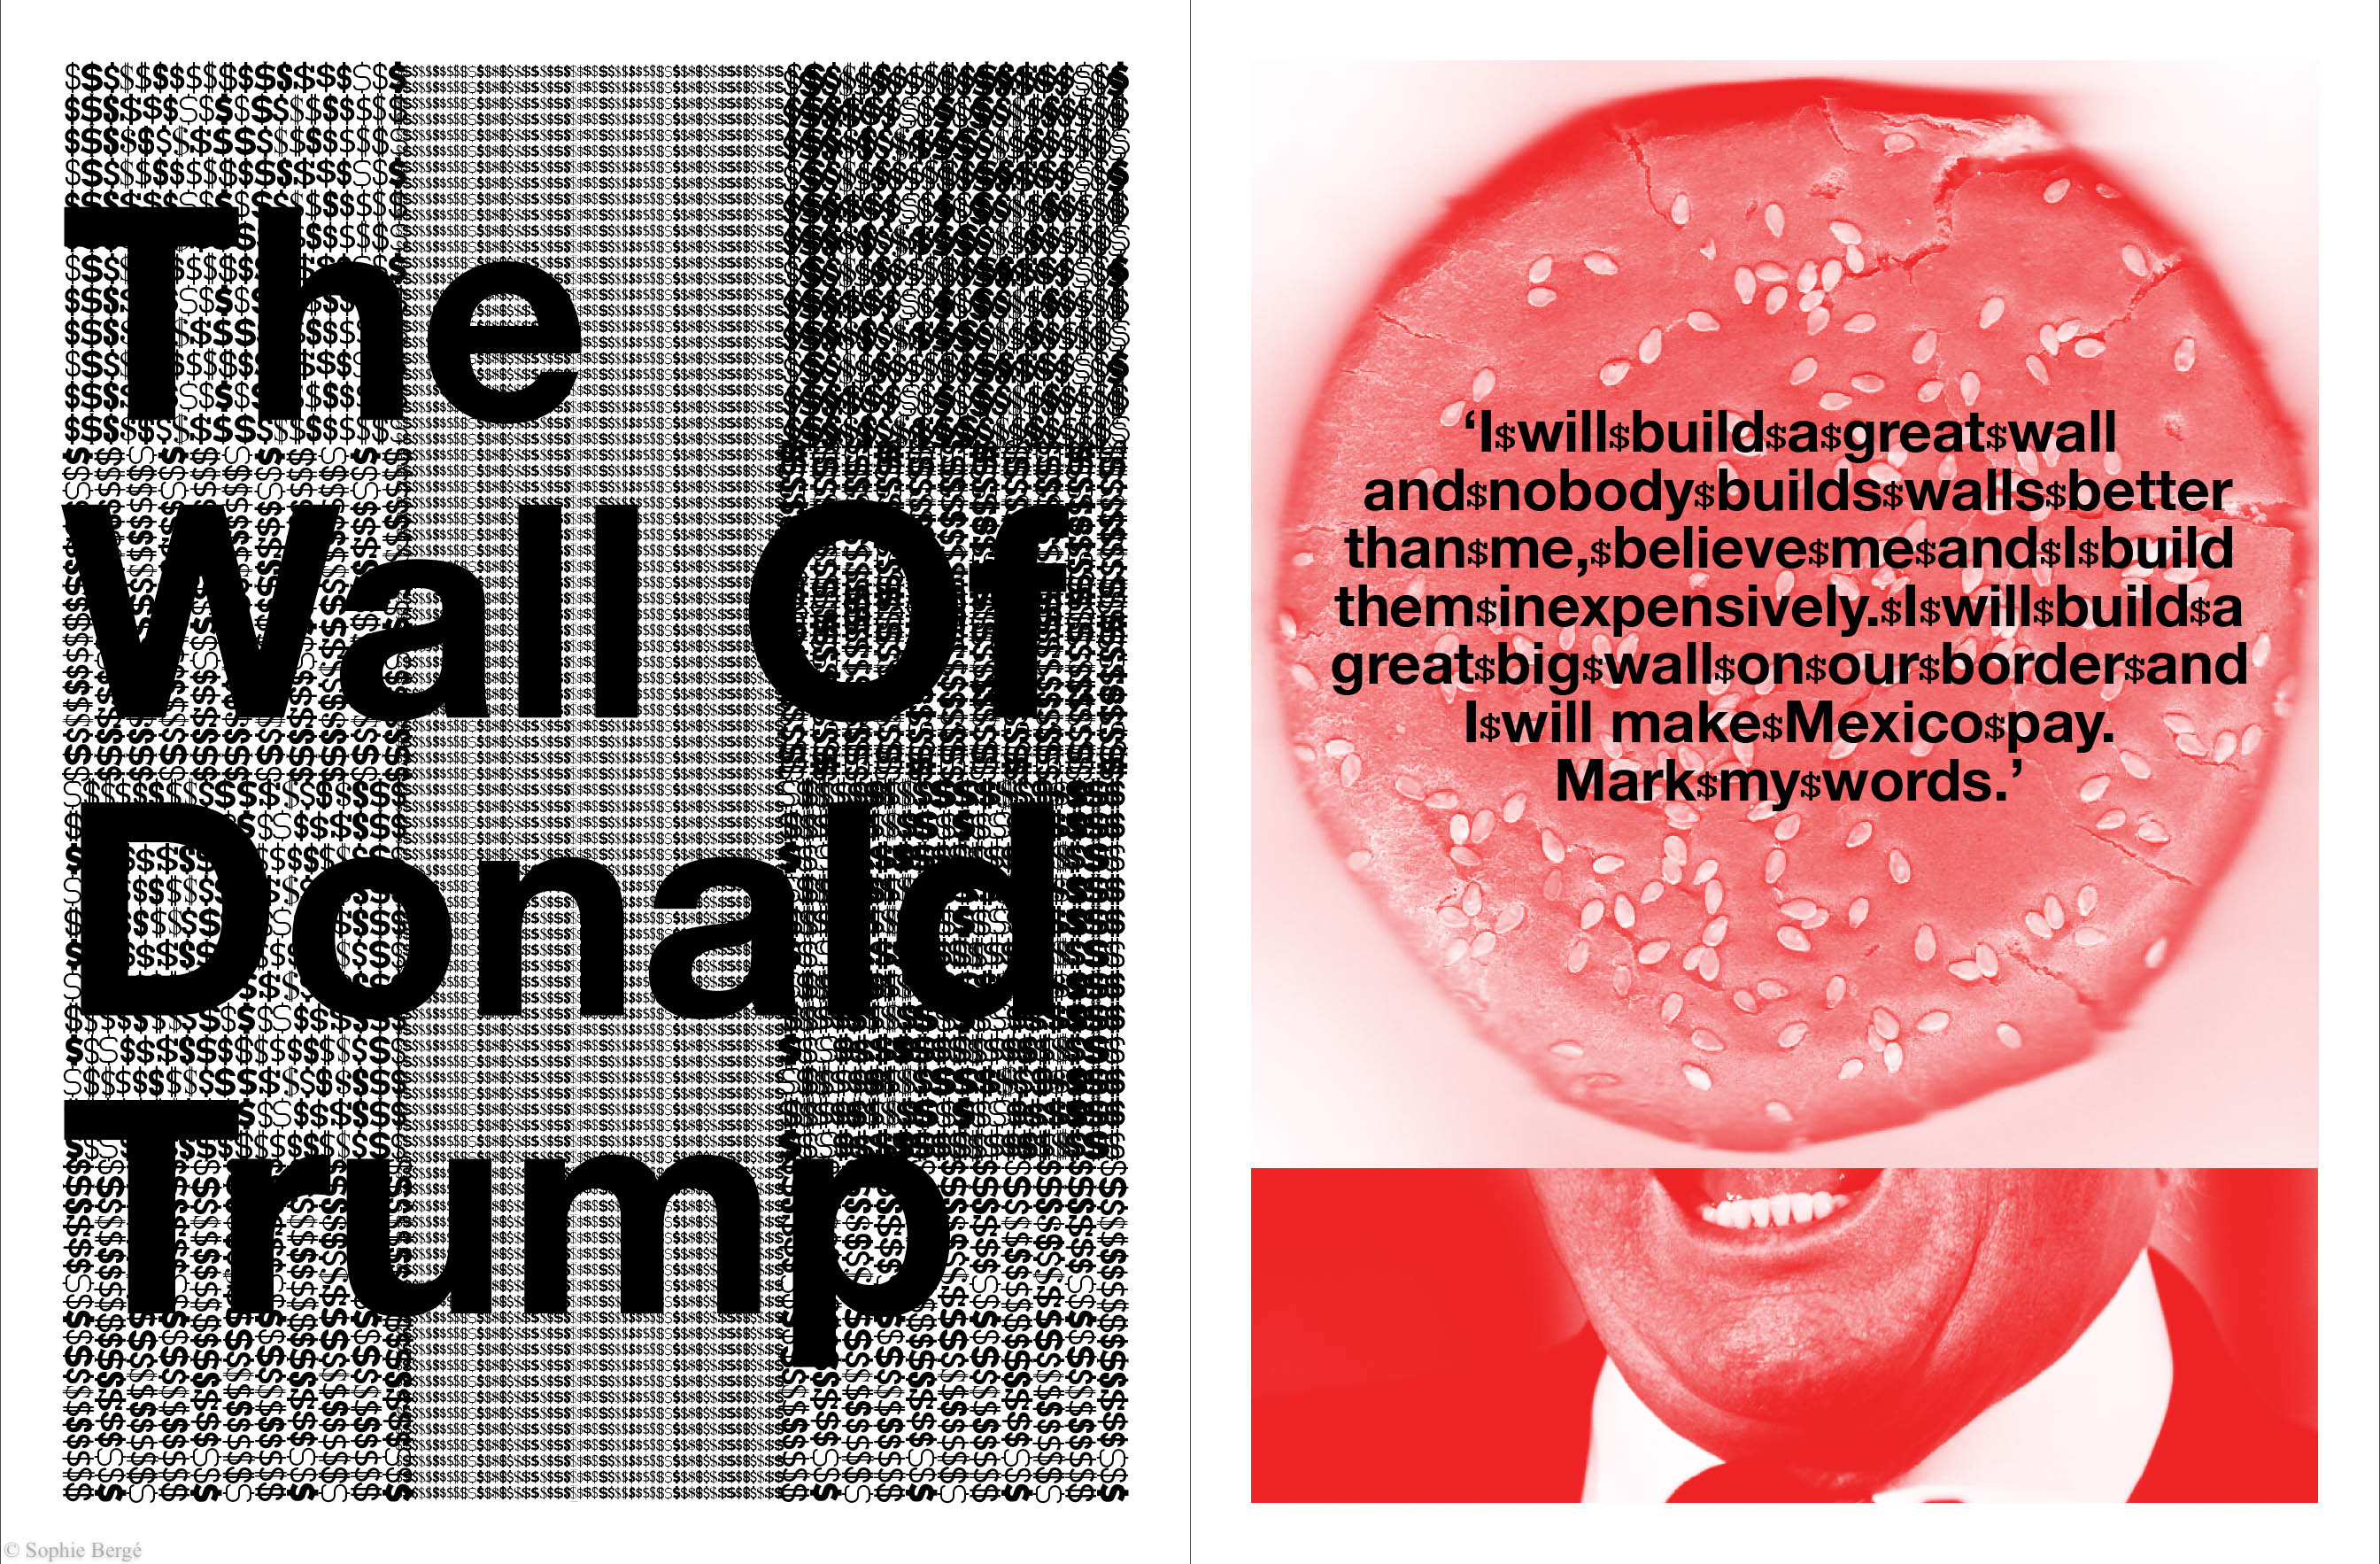 The
Wall Of
Donald
Trump
‘I$will$build$a$great$wall
and$nobody$builds$walls$better
than$me,$believe$me$and$I$build
them$inexpensively.$I$will$build$a
great$big$wall$on$our$border$and
I$will make$Mexico$pay.
Mark$my$words.’
© Sophie Bergé